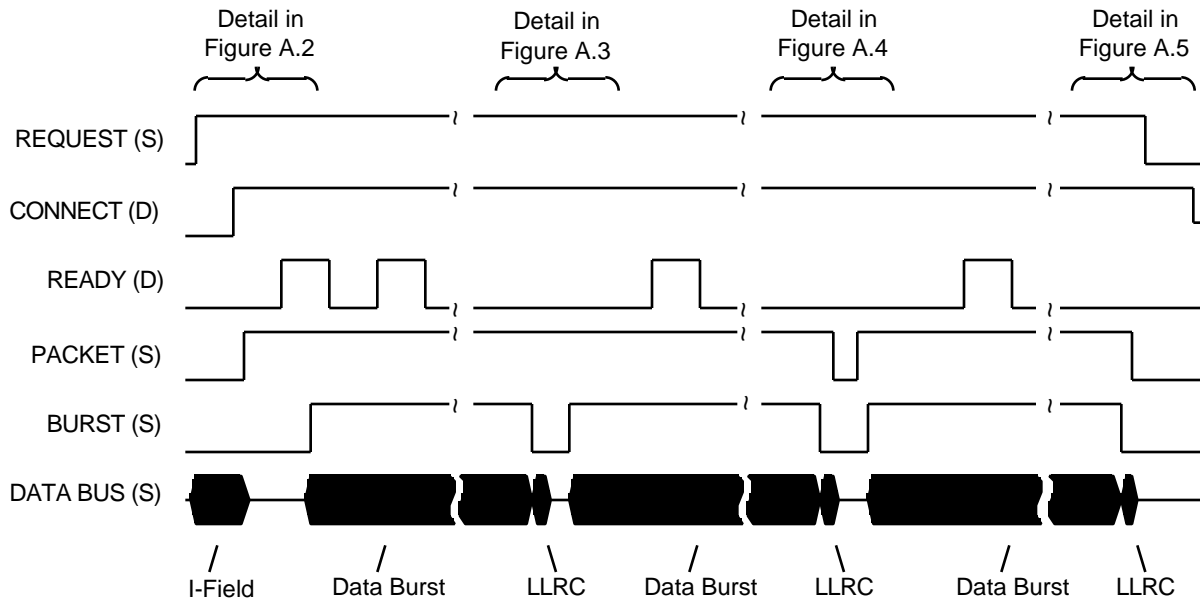 Detail in
Figure A.2
Detail in
Figure A.3
Detail in
Figure A.4
Detail in
Figure A.5
REQUEST (S)
CONNECT (D)
READY (D)
PACKET (S)
BURST (S)
DATA BUS (S)
I-Field
Data Burst
LLRC
Data Burst
LLRC
Data Burst
LLRC